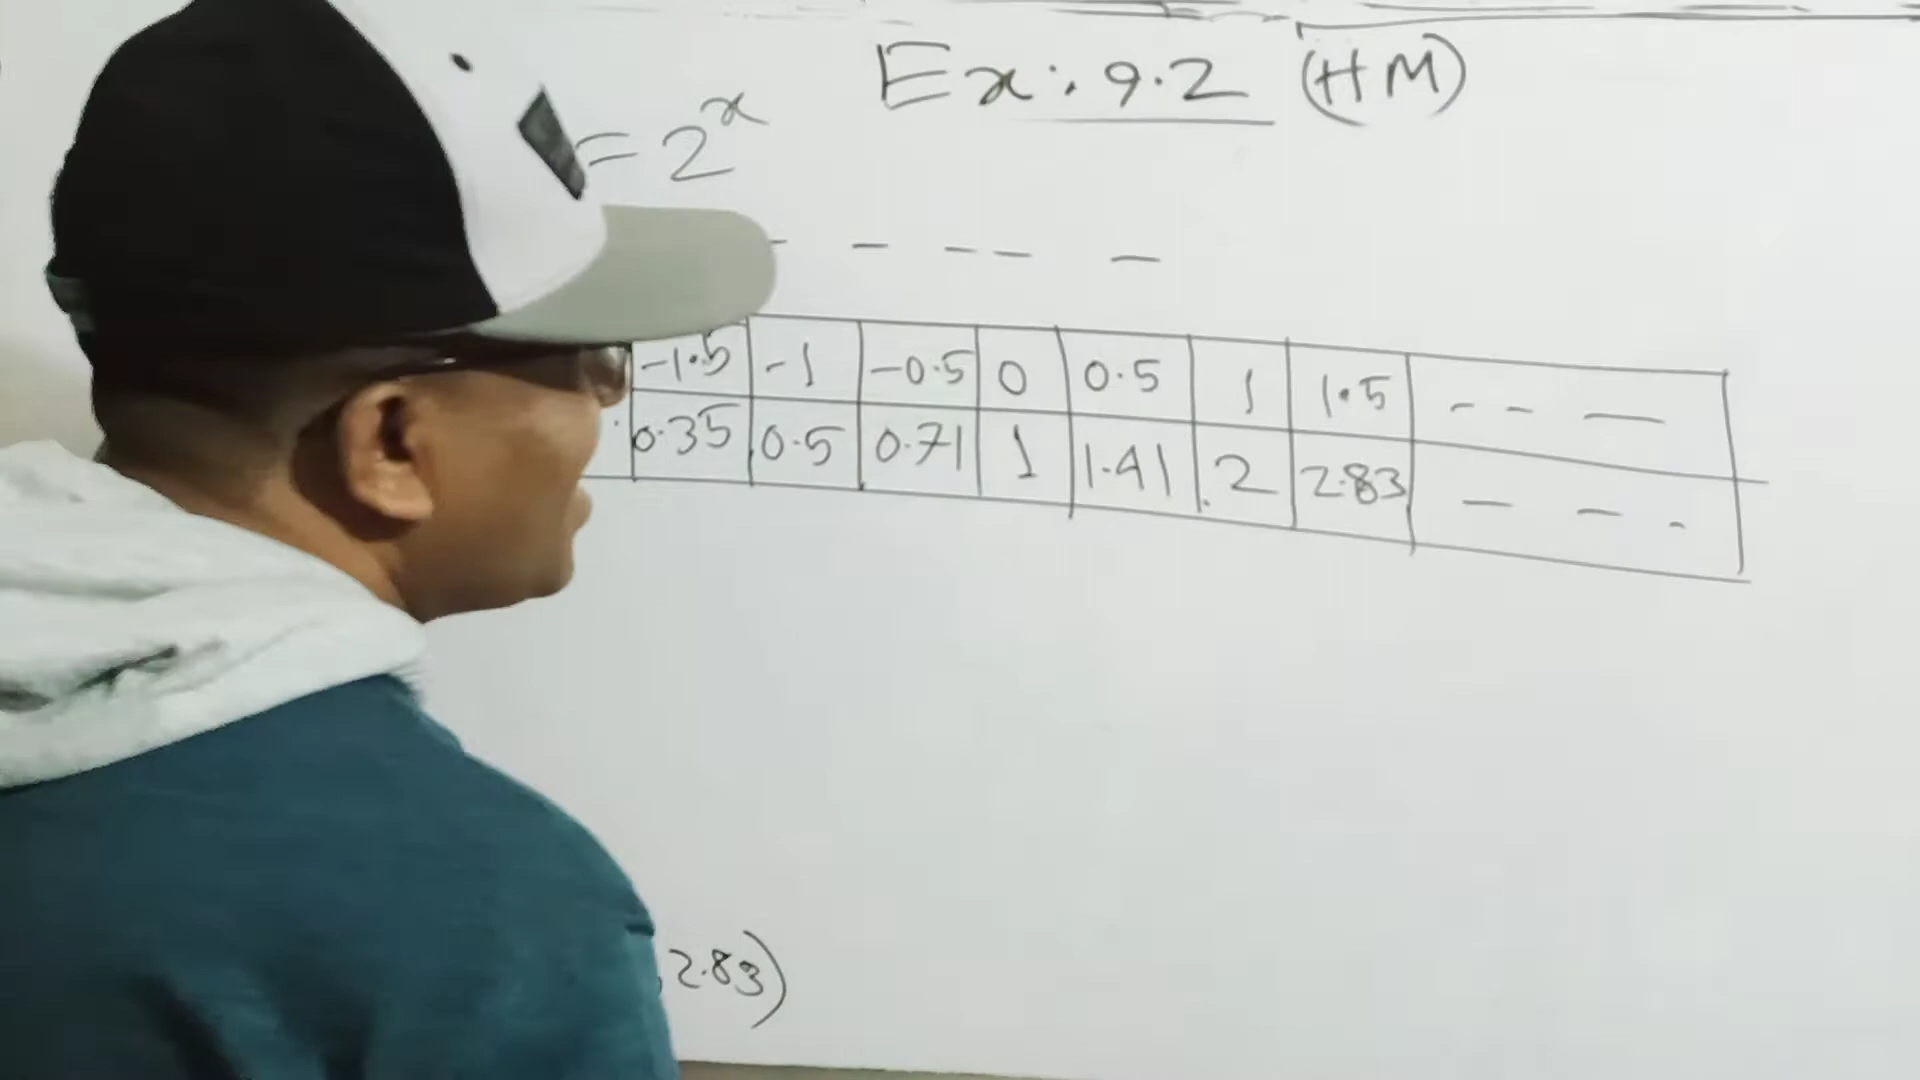 Ex: 9.2 (HM)
= 2^x
- - - - -
-1.5 -1 -0.5 0 0.5 1 1.5 - - -
0.35 0.5 0.71 1 1.41 2 2.83 - - -
2.83)